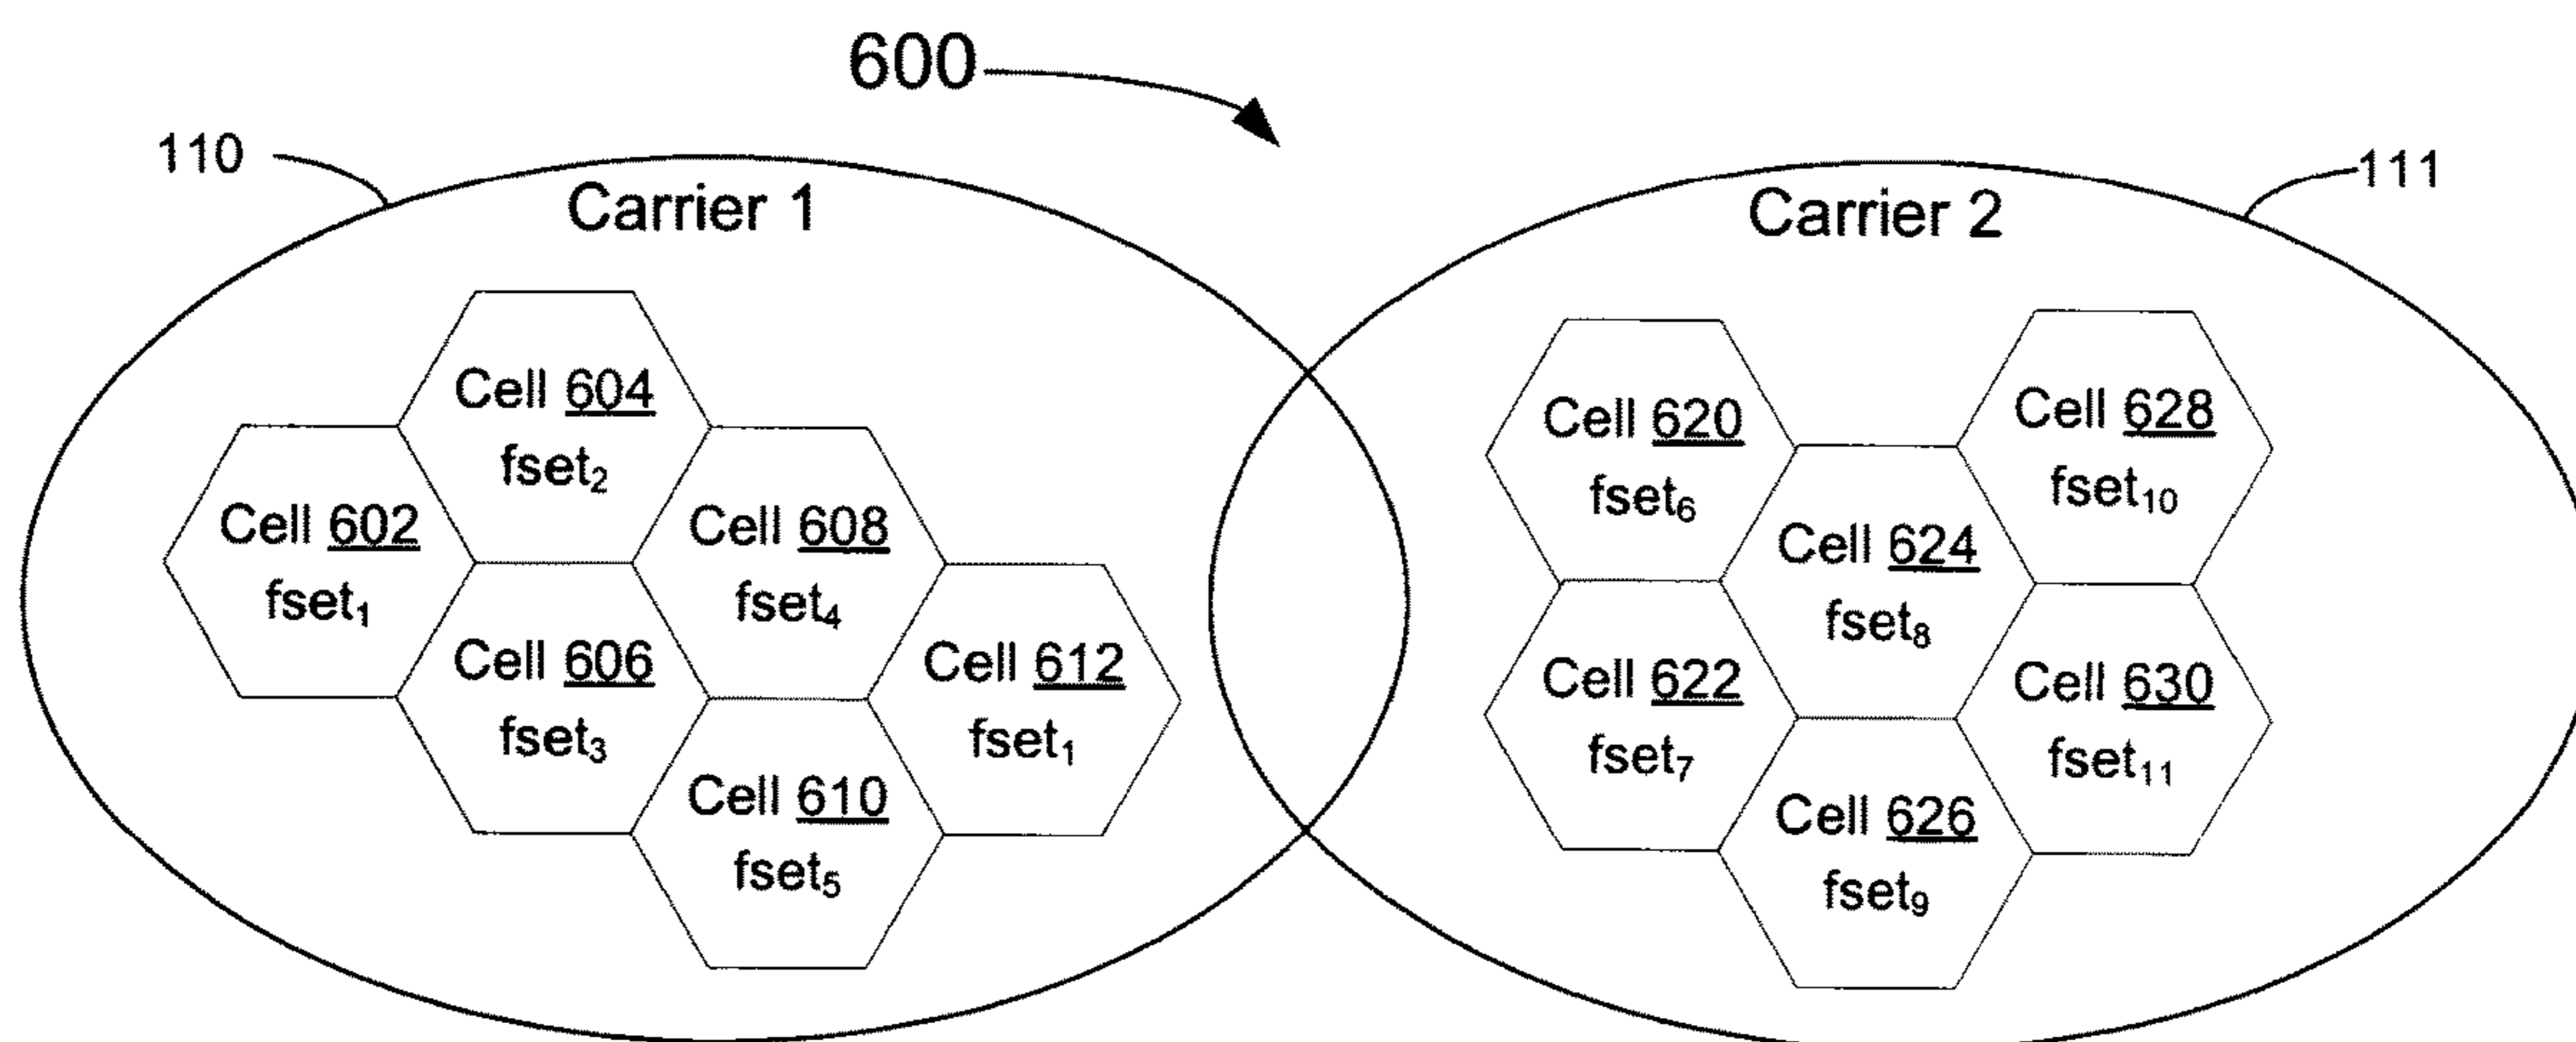 600
110
111
Carrier 1
Carrier 2
Cell 604
fset₂
Cell 602
fset₁
Cell 608
fset₄
Cell 606
fset₃
Cell 612
fset₁
Cell 610
fset₅
Cell 620
fset₆
Cell 628
fset₁₀
Cell 624
fset₈
Cell 622
fset₇
Cell 630
fset₁₁
Cell 626
fset₉